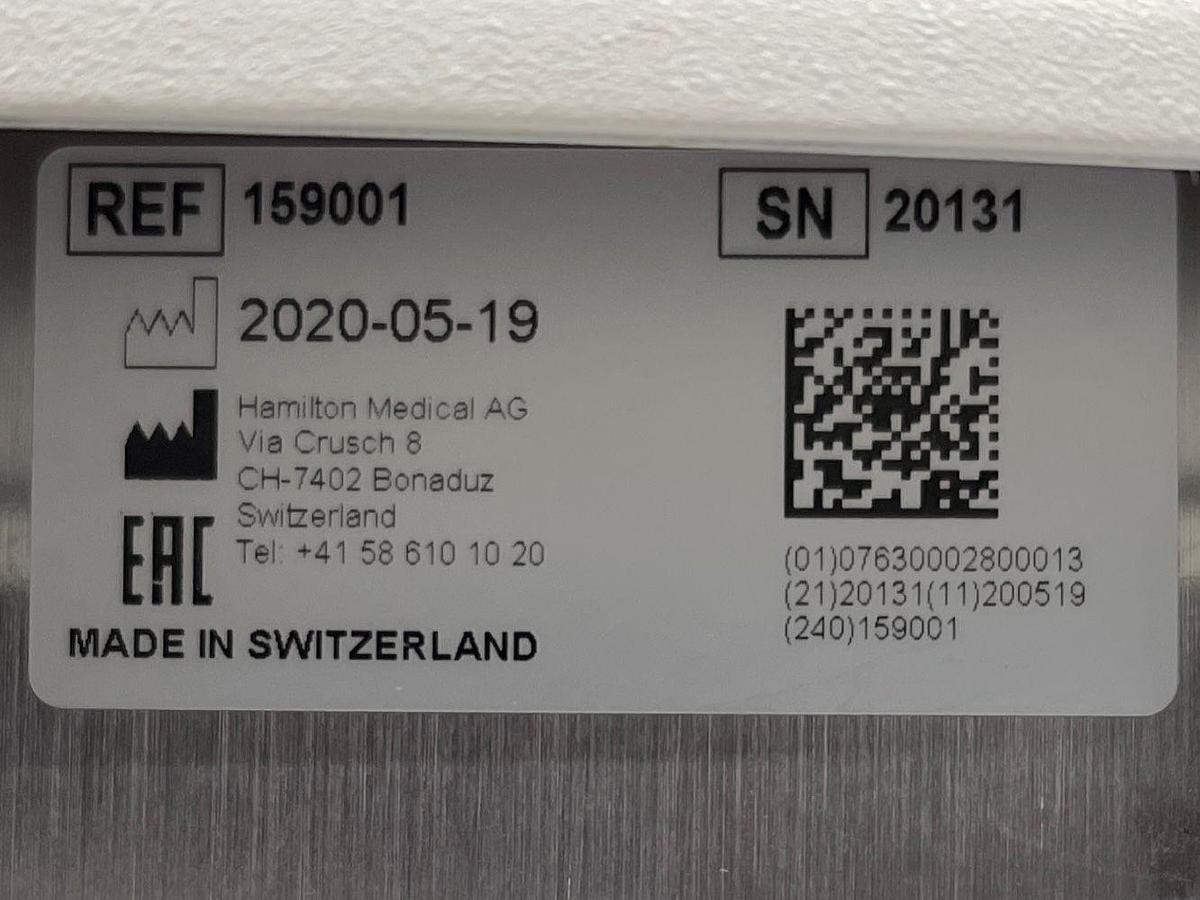 REF 159001
SN 20131
2020-05-19
Hamilton Medical AG
Via Crusch 8
CH-7402 Bonaduz
Switzerland
Tel: +41 58 610 10 20
EAC
MADE IN SWITZERLAND
(01)07630002800013
(21)20131(11)200519
(240)159001